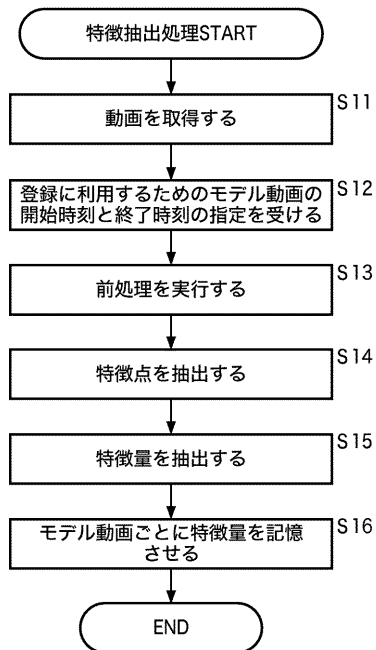 特徴抽出処理START
S11
動画を取得する
S12
登録に利用するためのモデル動画の
開始時刻と終了時刻の指定を受ける
S13
前処理を実行する
S14
特徴点を抽出する
S15
特徴量を抽出する
S16
モデル動画ごとに特徴量を記憶
させる
END